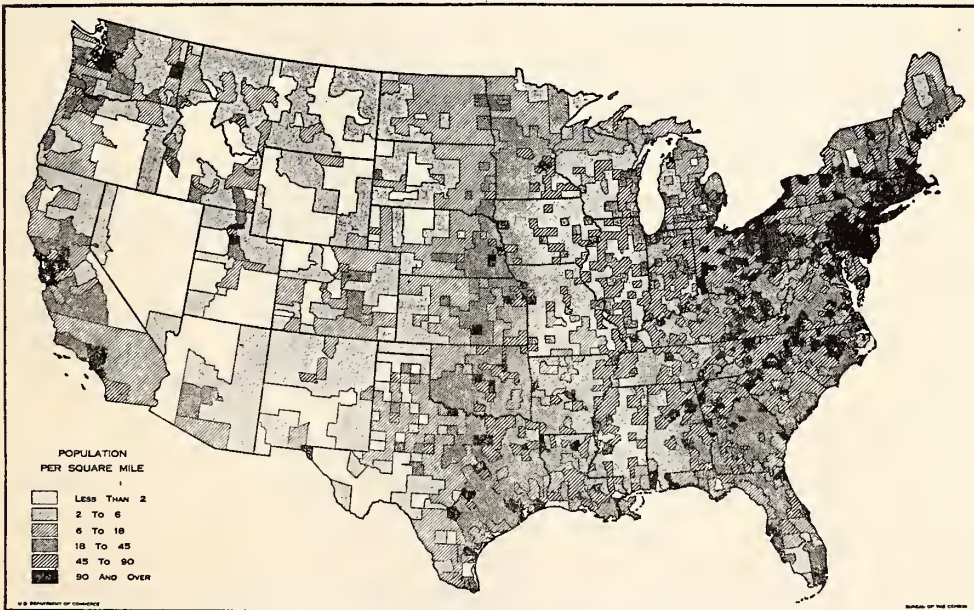 POPULATION
PER SQUARE MILE
LESS THAN 2
2 TO 6
6 TO 18
18 TO 45
45 TO 90
90 AND OVER
U.S. DEPARTMENT OF COMMERCE
BUREAU OF THE CENSUS